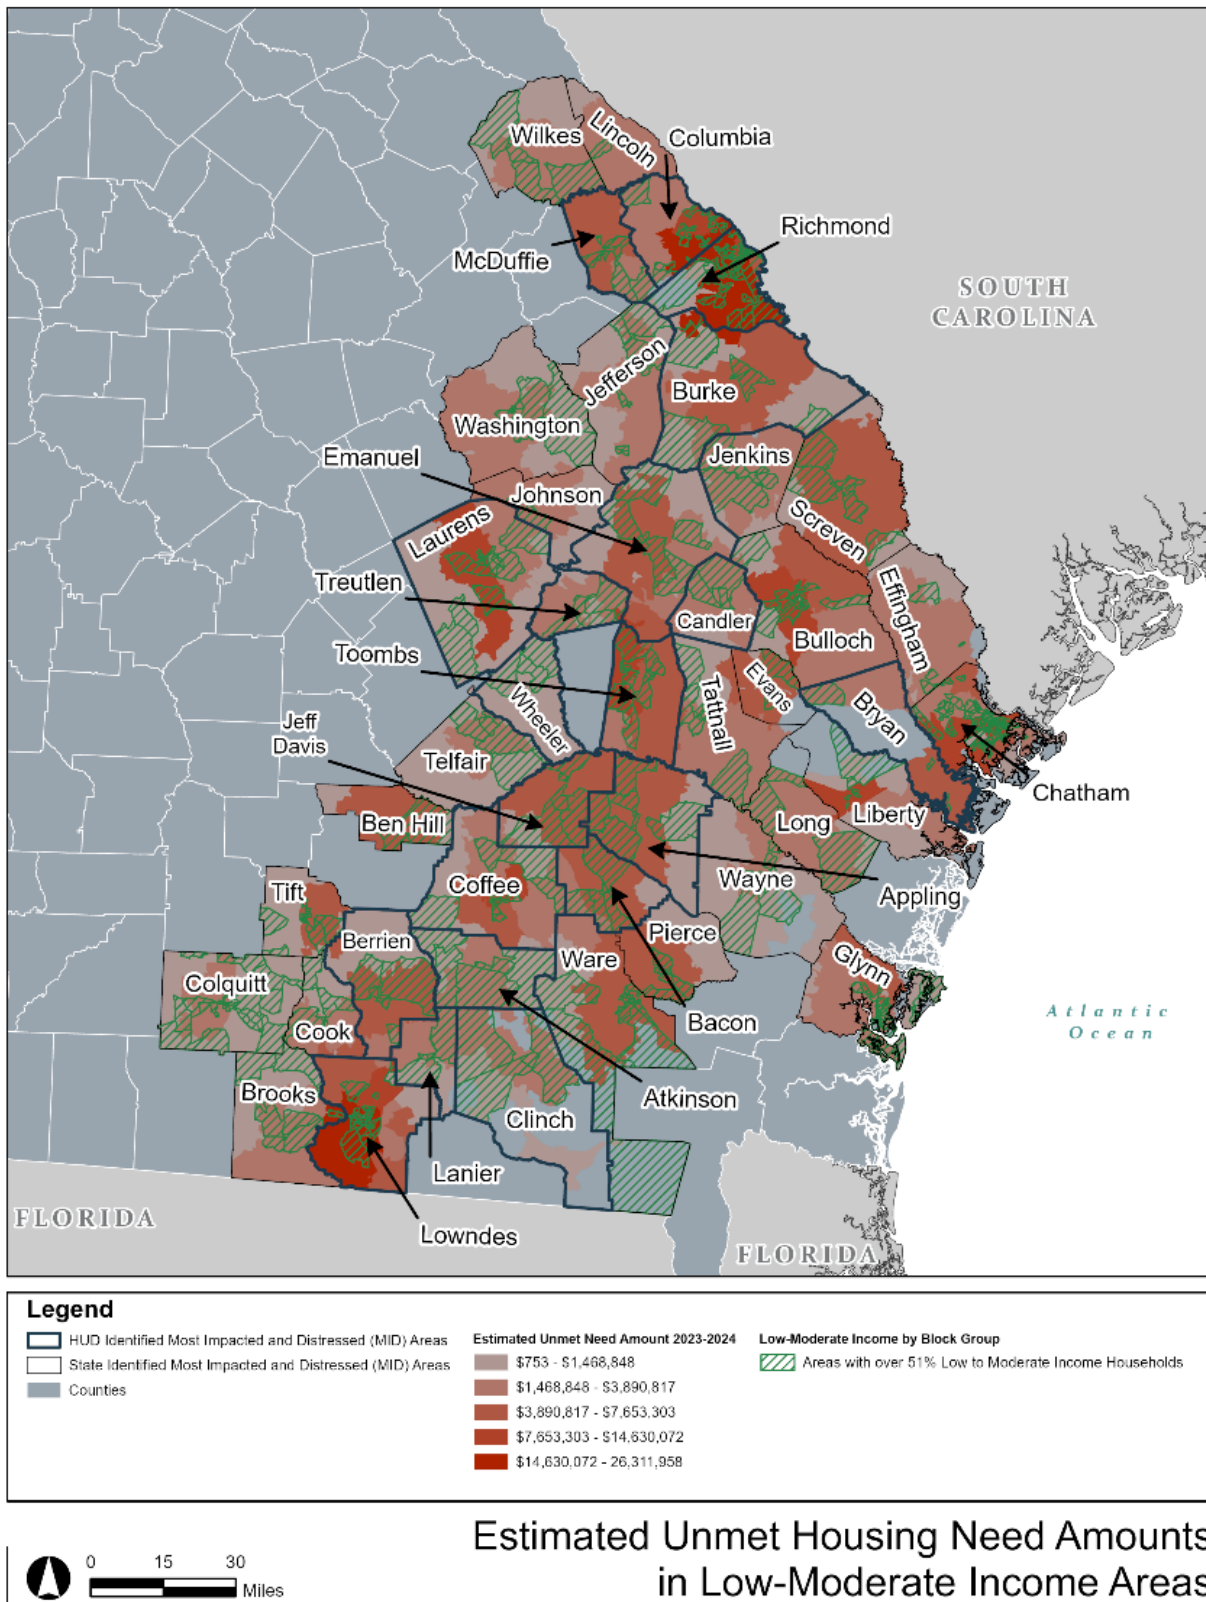 Wilkes
Lincoln
Columbia
Richmond
McDuffie
SOUTH
CAROLINA
Jefferson
Burke
Washington
Jenkins
Emanuel
Johnson
Screven
Laurens
Treutlen
Effingham
Candler
Bulloch
Toombs
Evans
Tattnall
Bryan
Wheeler
Jeff
Davis
Telfair
Chatham
Ben Hill
Long
Liberty
Coffee
Wayne
Appling
Tift
Berrien
Pierce
Ware
Glynn
Colquitt
Cook
Bacon
Atlantic
Ocean
Brooks
Atkinson
Clinch
Lanier
Lowndes
FLORIDA
FLORIDA
Legend
HUD Identified Most Impacted and Distressed (MID) Areas
State Identified Most Impacted and Distressed (MID) Areas
Counties
Estimated Unmet Need Amount 2023-2024
$753 - $1,468,848
$1,468,848 - $3,890,817
$3,890,817 - $7,653,303
$7,653,303 - $14,630,072
$14,630,072 - 26,311,958
Low-Moderate Income by Block Group
Areas with over 51% Low to Moderate Income Households
0 15 30
Miles
Estimated Unmet Housing Need Amounts
in Low-Moderate Income Areas